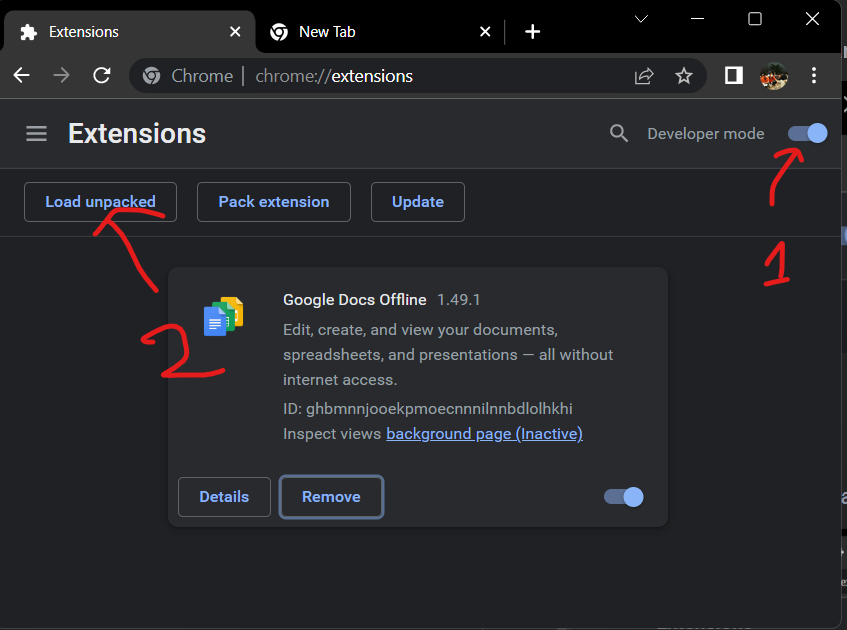 Extensions
New Tab
Chrome | chrome://extensions
Extensions
Developer mode
Load unpacked
Pack extension
Update
1
2
Google Docs Offline 1.49.1
Edit, create, and view your documents,
spreadsheets, and presentations — all without
internet access.
ID: ghbmnnjooekpmoecnnnilnnbdlolhkhi
Inspect views background page (Inactive)
Details
Remove